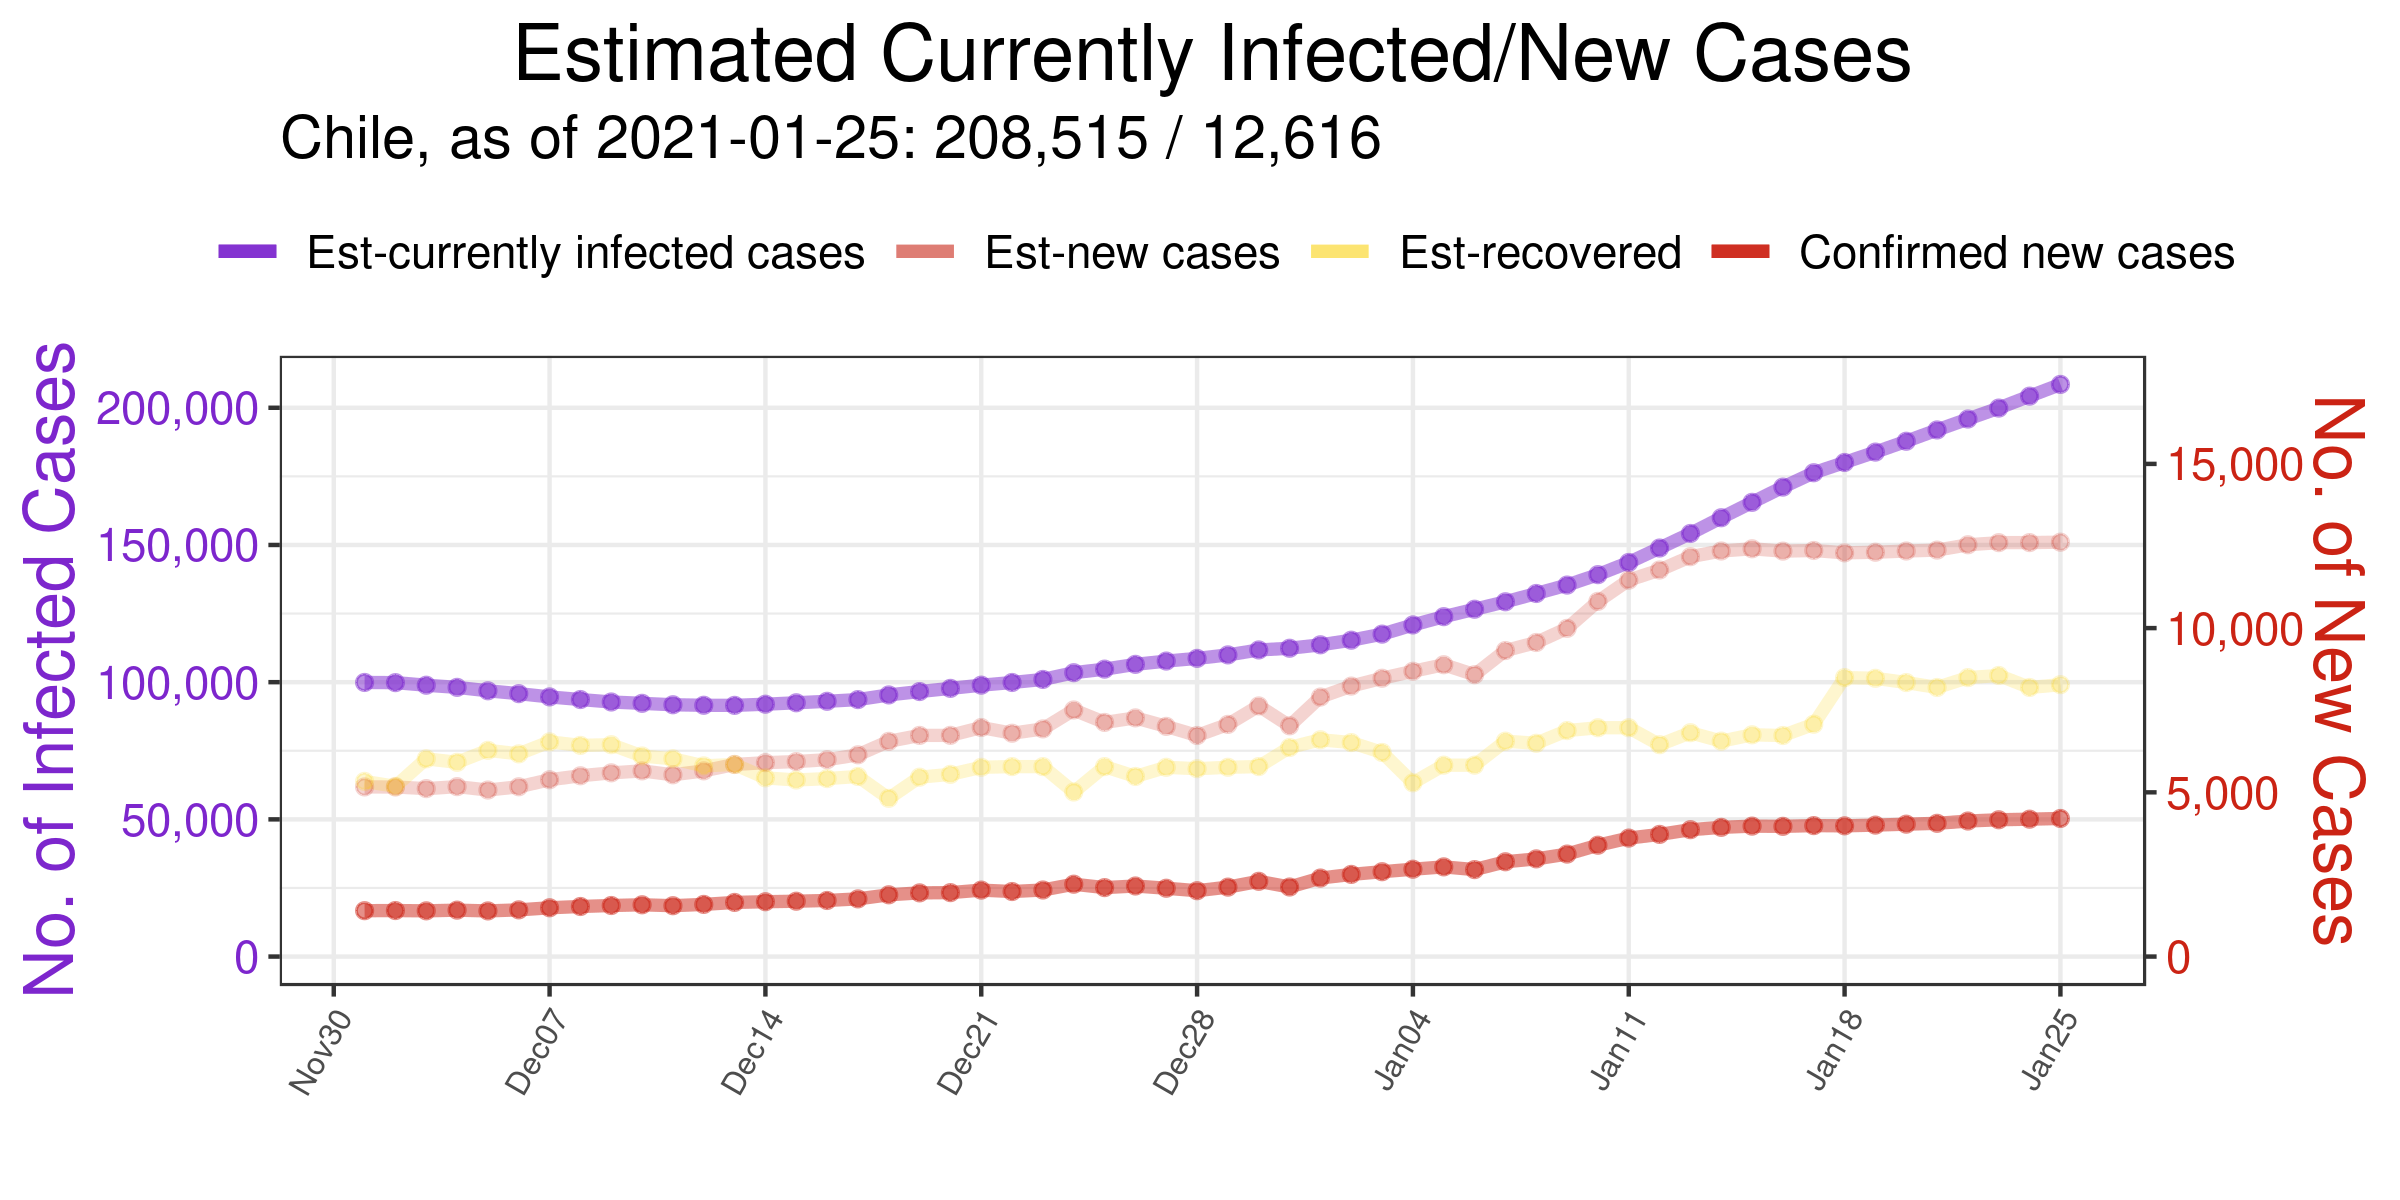 Estimated Currently Infected/New Cases
Chile, as of 2021-01-25: 208,515 / 12,616
Est-currently infected cases Est-new cases Est-recovered Confirmed new cases
No. of Infected Cases
200,000
150,000
100,000
50,000
0
15,000
10,000
5,000
0
No. of New Cases
Nov30 Dec07 Dec14 Dec21 Dec28 Jan04 Jan11 Jan18 Jan25